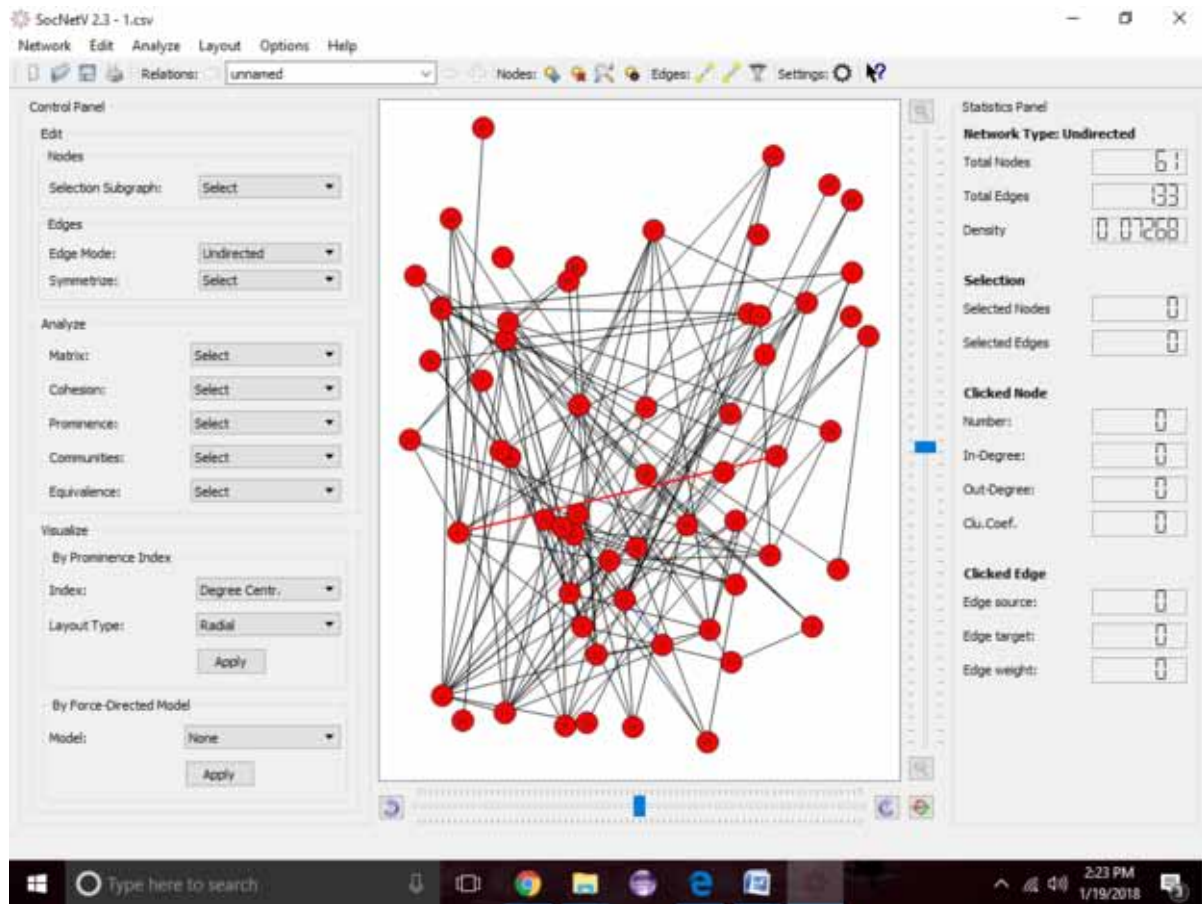 SocNetV 2.3 - 1.csv
Network Edit Analyze Layout Options Help
Relations: unnamed Nodes: Edges: Settings:
Control Panel
Edit
Nodes
Selection Subgraph: Select
Edges
Edge Mode: Undirected
Symmetrize: Select
Analyze
Matrix: Select
Cohesion: Select
Prominence: Select
Communities: Select
Equivalence: Select
Visualize
By Prominence Index
Index: Degree Centr.
Layout Type: Radial
Apply
By Force-Directed Model
Model: None
Apply
Statistics Panel
Network Type: Undirected
Total Nodes 61
Total Edges 133
Density 0.07268
Selection
Selected Nodes 0
Selected Edges 0
Clicked Node
Number: 0
In-Degree: 0
Out-Degree: 0
Clu.Coef. 0
Clicked Edge
Edge source: 0
Edge target: 0
Edge weight: 0
Type here to search
2:23 PM
1/19/2018